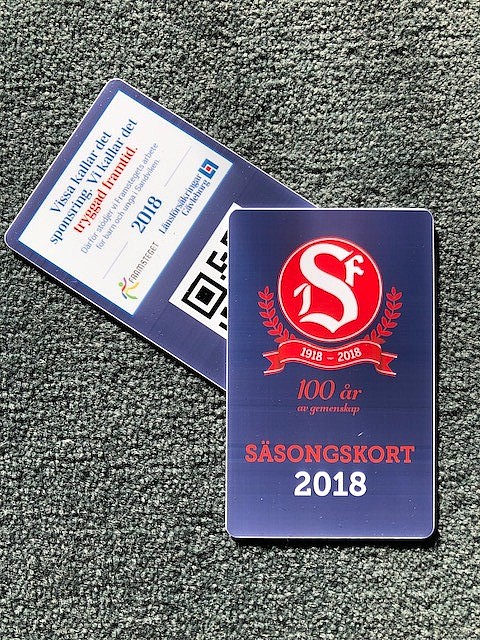 Vissa kallar det
sponsring. Vi kallar det
tryggad framtid.
Därför stödjer vi Framstegets arbete
för barn och unga i Sandviken.
2018
FRAMSTEGET
Länsförsäkringar
Gävleborg
SIF
1918 - 2018
100 år
av gemenskap
SÄSONGSKORT
2018